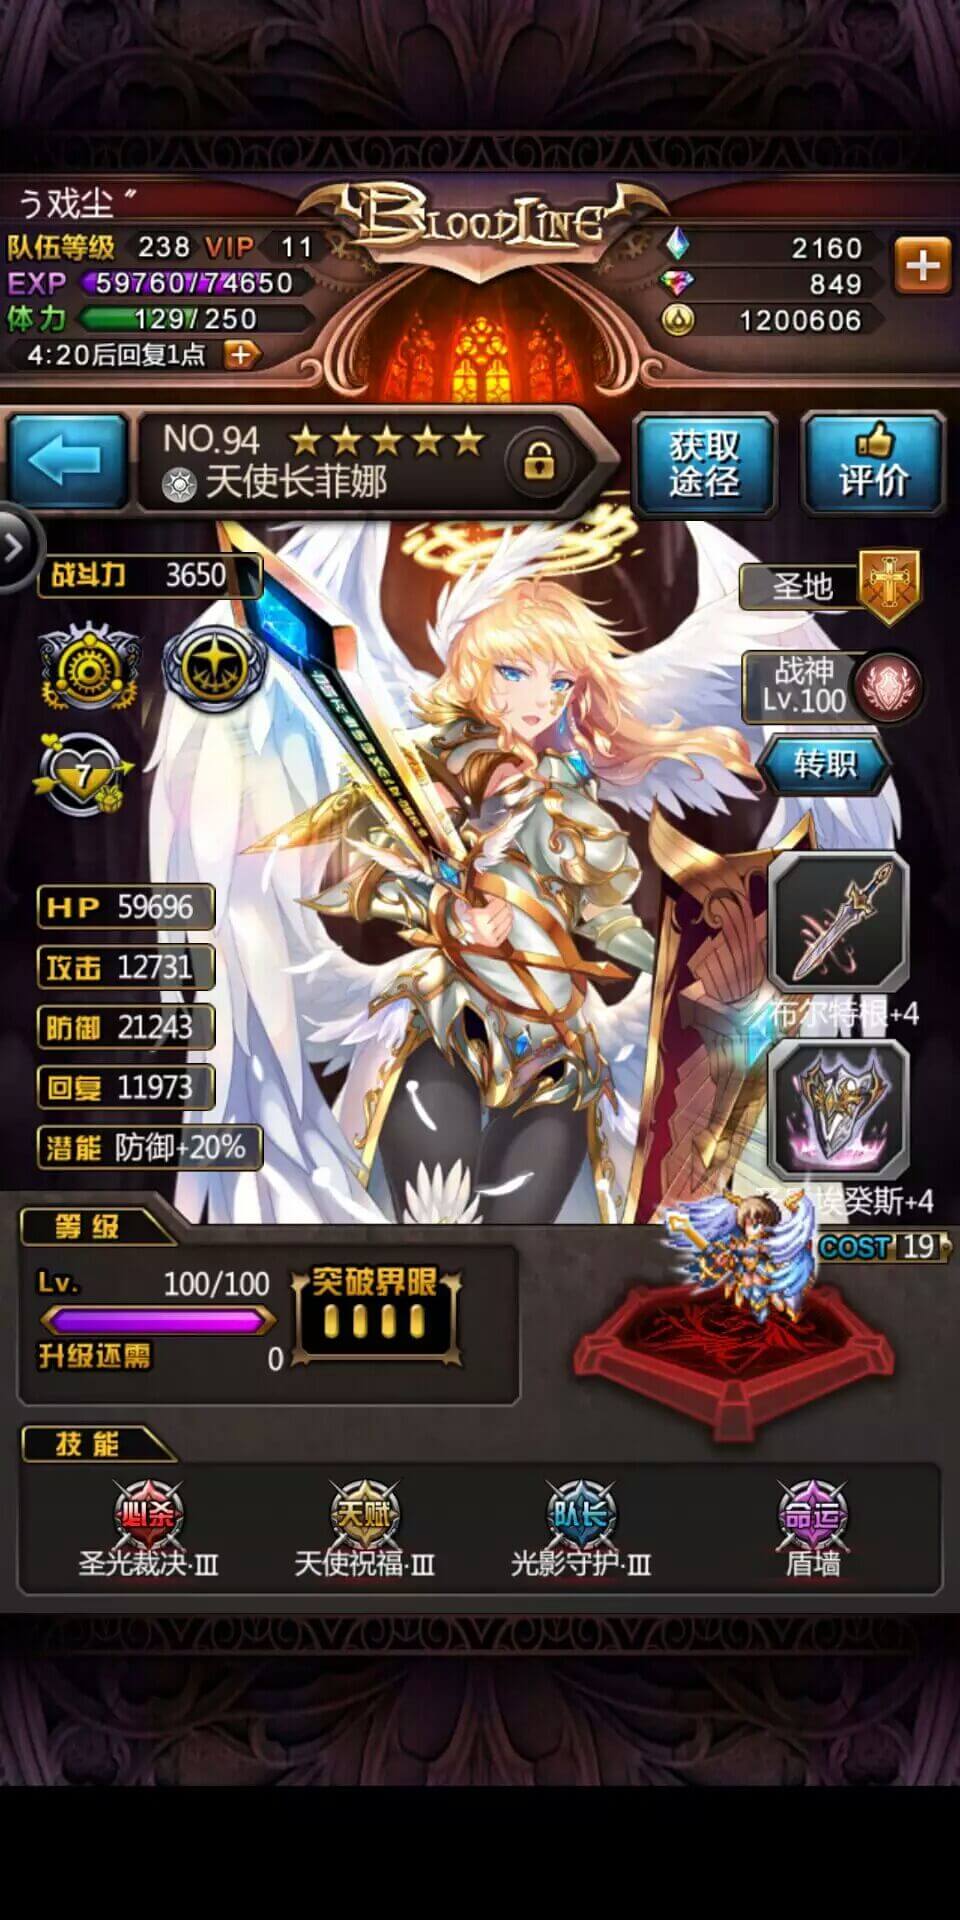 う戏尘〃
BLOODLINE
队伍等级 238 VIP 11
EXP 59760/74650
体力 129/250
4:20后回复1点
2160
849
1200606
NO.94
天使长菲娜
获取
途径
评价
战斗力 3650
圣地
战神
Lv.100
转职
7
HP 59696
攻击 12731
防御 21243
回复 11973
潜能 防御+20%
布尔特根+4
埃癸斯+4
COST 19
等级
Lv. 100/100
升级还需 0
突破界限
技能
必杀
圣光裁决·Ⅲ
天赋
天使祝福·Ⅲ
队长
光影守护·Ⅲ
命运
盾墙